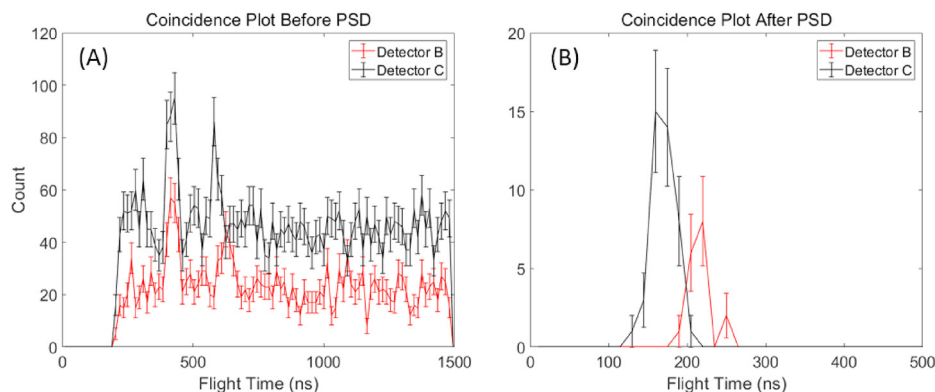 Coincidence Plot Before PSD
120
100
80
60
40
20
0
Count
(A)
Detector B
Detector C
0 500 1000 1500
Flight Time (ns)
Coincidence Plot After PSD
20
15
10
5
0
(B)
Detector B
Detector C
100 200 300 400 500
Flight Time (ns)